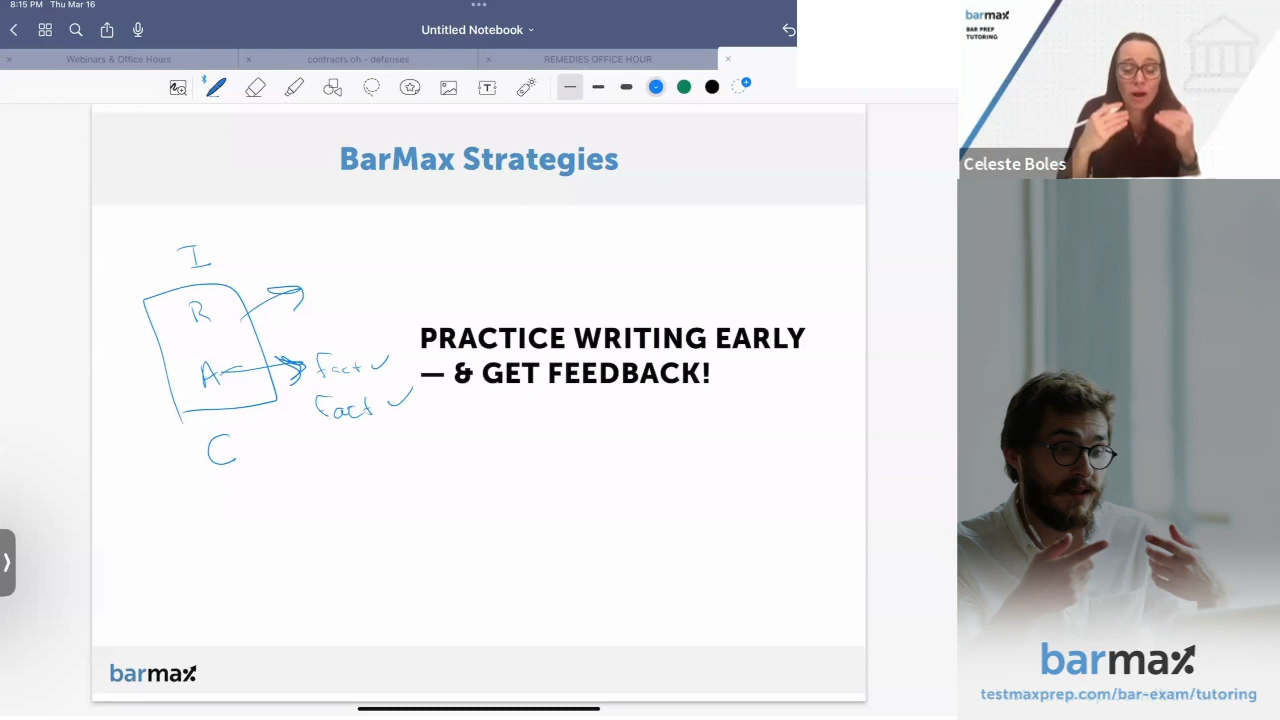 8:15 PM Thu Mar 16
Untitled Notebook
Webinars & Office Hours
contracts oh - defenses
REMEDIES OFFICE HOUR
BarMax Strategies
I
R
A
Fact ✓
Fact ✓
C
PRACTICE WRITING EARLY
— & GET FEEDBACK!
barmax
barmax
BAR PREP
TUTORING
Celeste Boles
barmax
testmaxprep.com/bar-exam/tutoring